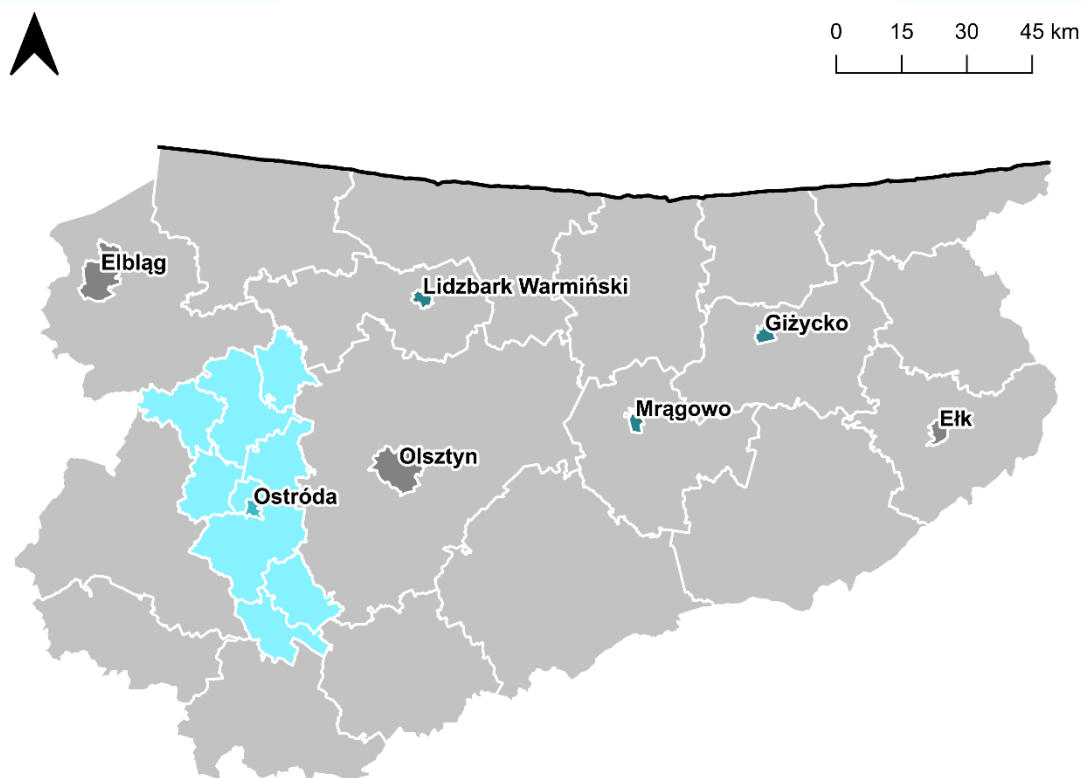 0 15 30 45 km
Elbląg
Lidzbark Warmiński
Giżycko
Mrągowo
Ełk
Olsztyn
Ostróda